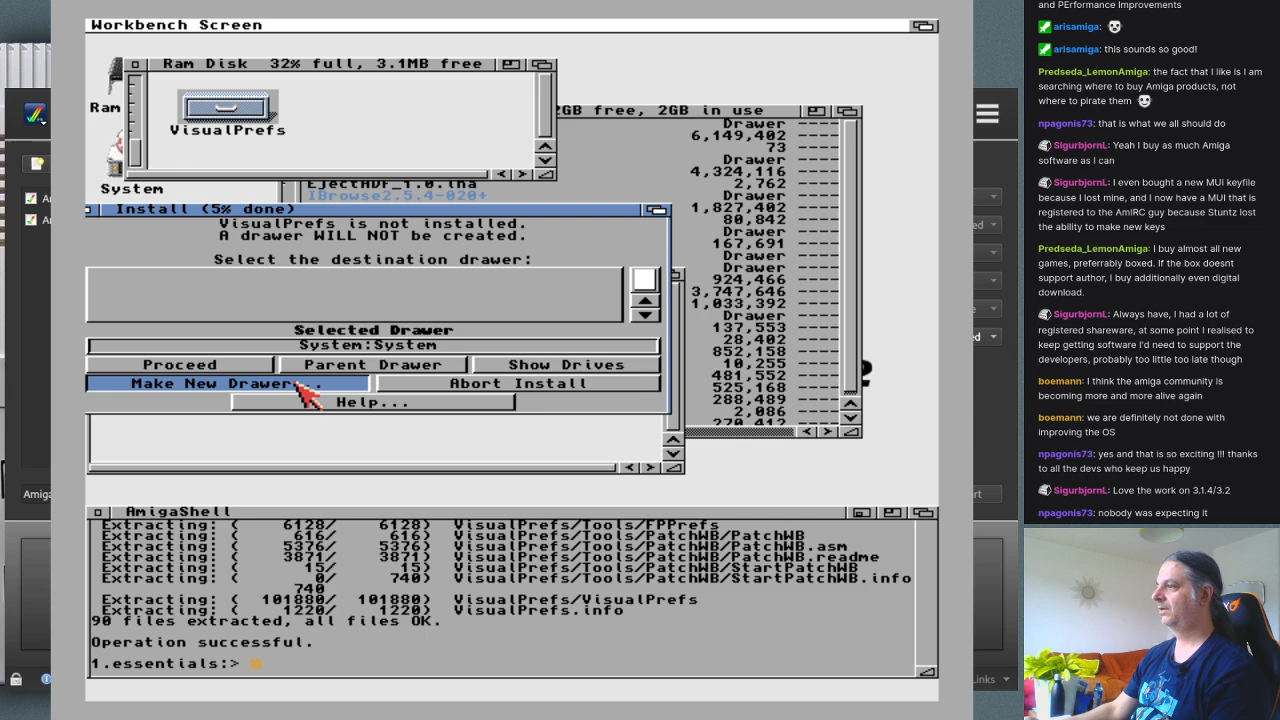 Workbench Screen
Ram Disk 32% full, 3.1MB free
Ram
VisualPrefs
System
2GB free, 2GB in use
Drawer
6,149,402
73
Drawer
4,324,116
2,762
Drawer
1,827,402
80,842
Drawer
167,691
Drawer
Drawer
924,466
3,747,646
1,033,392
Drawer
137,553
28,402
852,158
10,255
481,552
525,168
288,489
2,086
270,412
EjectADF_1.0.lha
IBrowse2.5.4-020+
Install (5% done)
VisualPrefs is not installed.
A drawer WILL NOT be created.
Select the destination drawer:
Selected Drawer
System:System
Proceed
Parent Drawer
Show Drives
Make New Drawer...
Abort Install
Help...
AmigaShell
Extracting: ( 6128/ 6128) VisualPrefs/Tools/FPPrefs
Extracting: ( 616/ 616) VisualPrefs/Tools/PatchWB/PatchWB
Extracting: ( 5376/ 5376) VisualPrefs/Tools/PatchWB/PatchWB.asm
Extracting: ( 3871/ 3871) VisualPrefs/Tools/PatchWB/PatchWB.readme
Extracting: ( 15/ 15) VisualPrefs/Tools/PatchWB/StartPatchWB
Extracting: ( 0/ 740) VisualPrefs/Tools/PatchWB/StartPatchWB.info
740
Extracting: ( 101880/ 101880) VisualPrefs/VisualPrefs
Extracting: ( 1220/ 1220) VisualPrefs.info
90 files extracted, all files OK.
Operation successful.
1.essentials:>
Amiga
Links
and PErformance Improvements
arisamiga:
arisamiga: this sounds so good!
Predseda_LemonAmiga: the fact that I like is I am
searching where to buy Amiga products, not
where to pirate them
npagonis73: that is what we all should do
SigurbjornL: Yeah I buy as much Amiga
software as I can
SigurbjornL: I even bought a new MUI keyfile
because I lost mine, and I now have a MUI that is
registered to the AmIRC guy because Stuntz lost
the ability to make new keys
Predseda_LemonAmiga: I buy almost all new
games, preferrably boxed. If the box doesnt
support author, I buy additionally even digital
download.
SigurbjornL: Always have, I had a lot of
registered shareware, at some point I realised to
keep getting software I'd need to support the
developers, probably too little too late though
boemann: I think the amiga community is
becoming more and more alive again
boemann: we are definitely not done with
improving the OS
npagonis73: yes and that is so exciting !!! thanks
to all the devs who keep us happy
SigurbjornL: Love the work on 3.1.4/3.2
npagonis73: nobody was expecting it